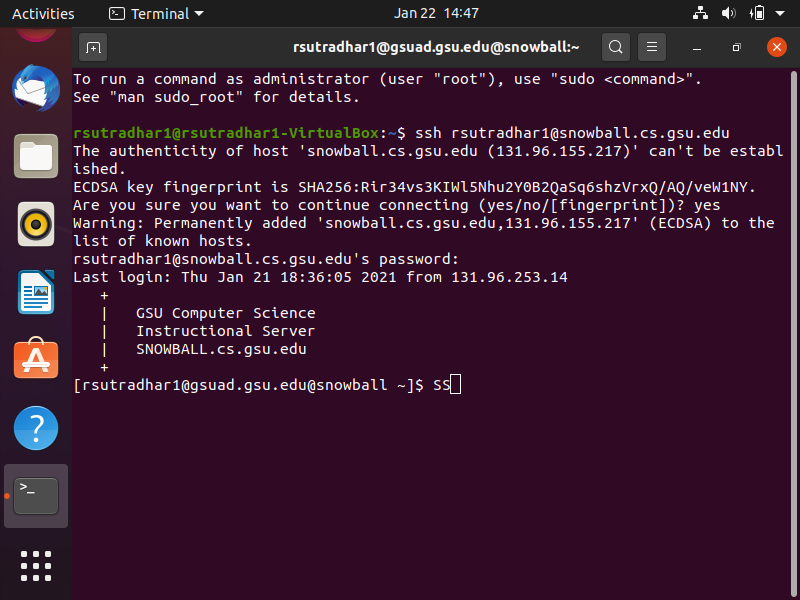 Activities Terminal Jan 22 14:47
rsutradhar1@gsuad.gsu.edu@snowball:~
To run a command as administrator (user "root"), use "sudo <command>".
See "man sudo_root" for details.
rsutradhar1@rsutradhar1-VirtualBox:~$ ssh rsutradhar1@snowball.cs.gsu.edu
The authenticity of host 'snowball.cs.gsu.edu (131.96.155.217)' can't be establ
ished.
ECDSA key fingerprint is SHA256:Rir34vs3KIWl5Nhu2Y0B2QaSq6shzVrxQ/AQ/veW1NY.
Are you sure you want to continue connecting (yes/no/[fingerprint])? yes
Warning: Permanently added 'snowball.cs.gsu.edu,131.96.155.217' (ECDSA) to the
list of known hosts.
rsutradhar1@snowball.cs.gsu.edu's password:
Last login: Thu Jan 21 18:36:05 2021 from 131.96.253.14
+
| GSU Computer Science
| Instructional Server
| SNOWBALL.cs.gsu.edu
+
[rsutradhar1@gsuad.gsu.edu@snowball ~]$ SS